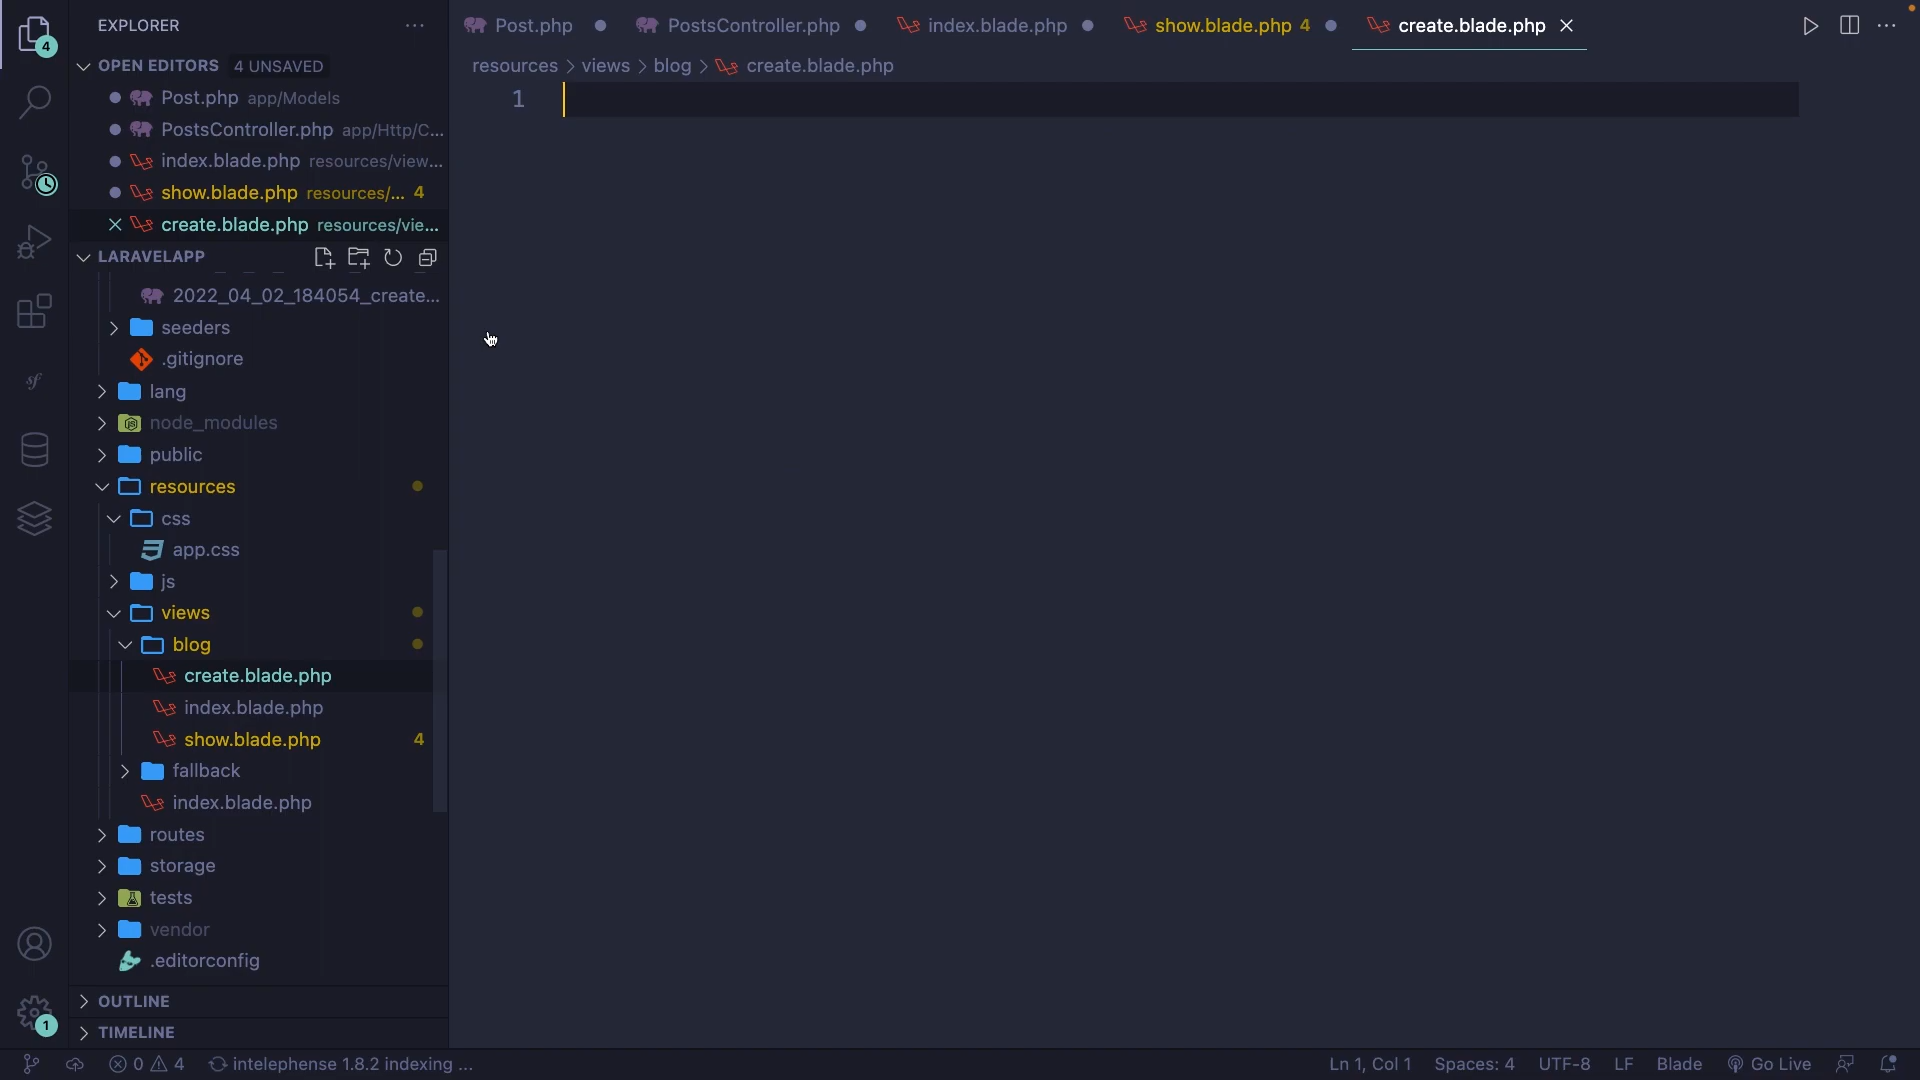 EXPLORER
OPEN EDITORS 4 UNSAVED
Post.php app/Models
PostsController.php app/Http/C...
index.blade.php resources/view...
show.blade.php resources/... 4
create.blade.php resources/vie...
LARAVELAPP
2022_04_02_184054_create...
seeders
.gitignore
lang
node_modules
public
resources
css
app.css
js
views
blog
create.blade.php
index.blade.php
show.blade.php 4
fallback
index.blade.php
routes
storage
tests
vendor
.editorconfig
OUTLINE
TIMELINE
4
sf
1
Post.php PostsController.php index.blade.php show.blade.php 4 create.blade.php
resources > views > blog > create.blade.php
1
0 4 intelephense 1.8.2 indexing ... Ln 1, Col 1 Spaces: 4 UTF-8 LF Blade Go Live